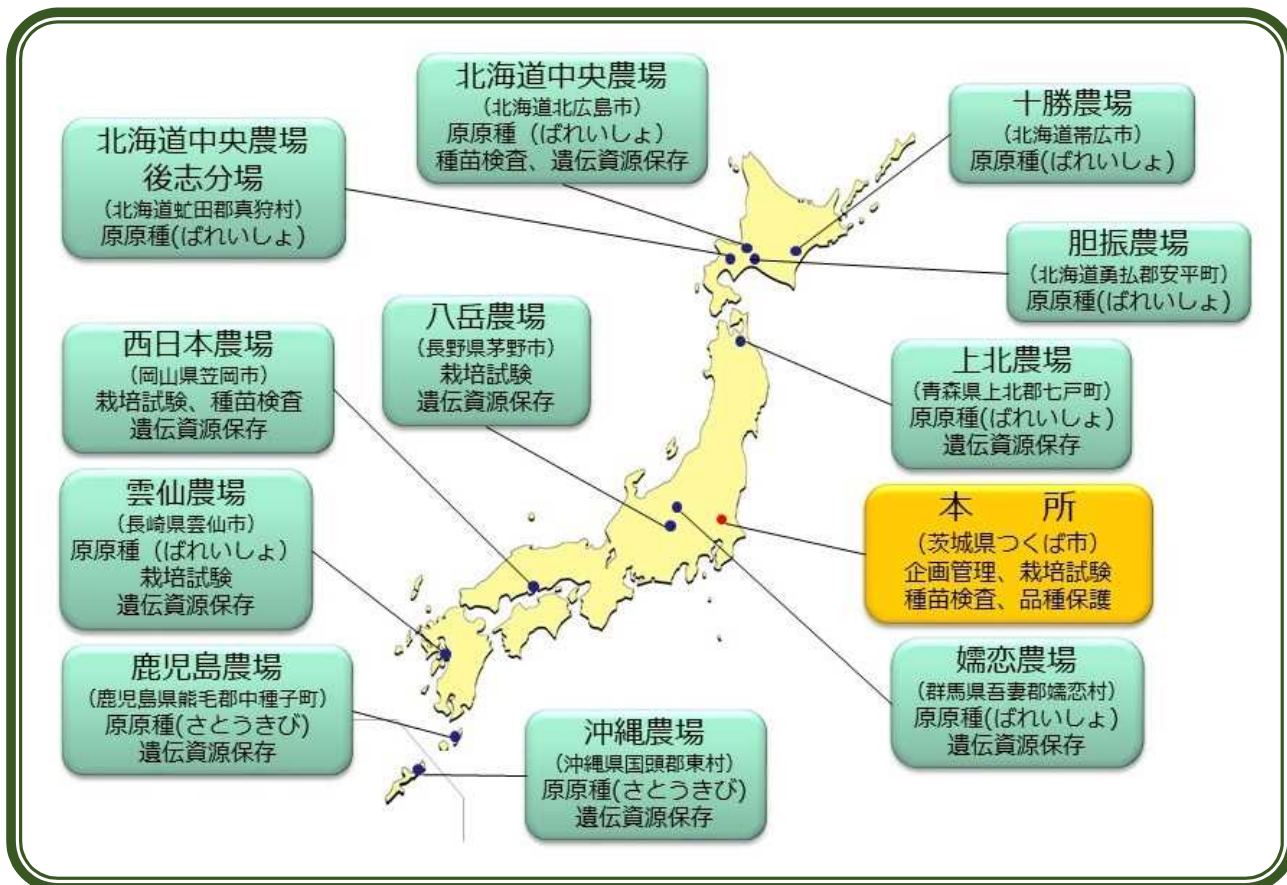 北海道中央農場
(北海道北広島市)
原原種（ばれいしょ）
種苗検査、遺伝資源保存
十勝農場
(北海道帯広市)
原原種(ばれいしょ)
北海道中央農場
後志分場
(北海道虻田郡真狩村)
原原種(ばれいしょ)
胆振農場
(北海道勇払郡安平町)
原原種(ばれいしょ)
八岳農場
(長野県茅野市)
栽培試験
遺伝資源保存
西日本農場
(岡山県笠岡市)
栽培試験、種苗検査
遺伝資源保存
上北農場
(青森県上北郡七戸町)
原原種(ばれいしょ)
遺伝資源保存
雲仙農場
(長崎県雲仙市)
原原種（ばれいしょ）
栽培試験
遺伝資源保存
本　所
(茨城県つくば市)
企画管理、栽培試験
種苗検査、品種保護
鹿児島農場
(鹿児島県熊毛郡中種子町)
原原種(さとうきび)
遺伝資源保存
沖縄農場
(沖縄県国頭郡東村)
原原種(さとうきび)
遺伝資源保存
嬬恋農場
(群馬県吾妻郡嬬恋村)
原原種(ばれいしょ)
遺伝資源保存